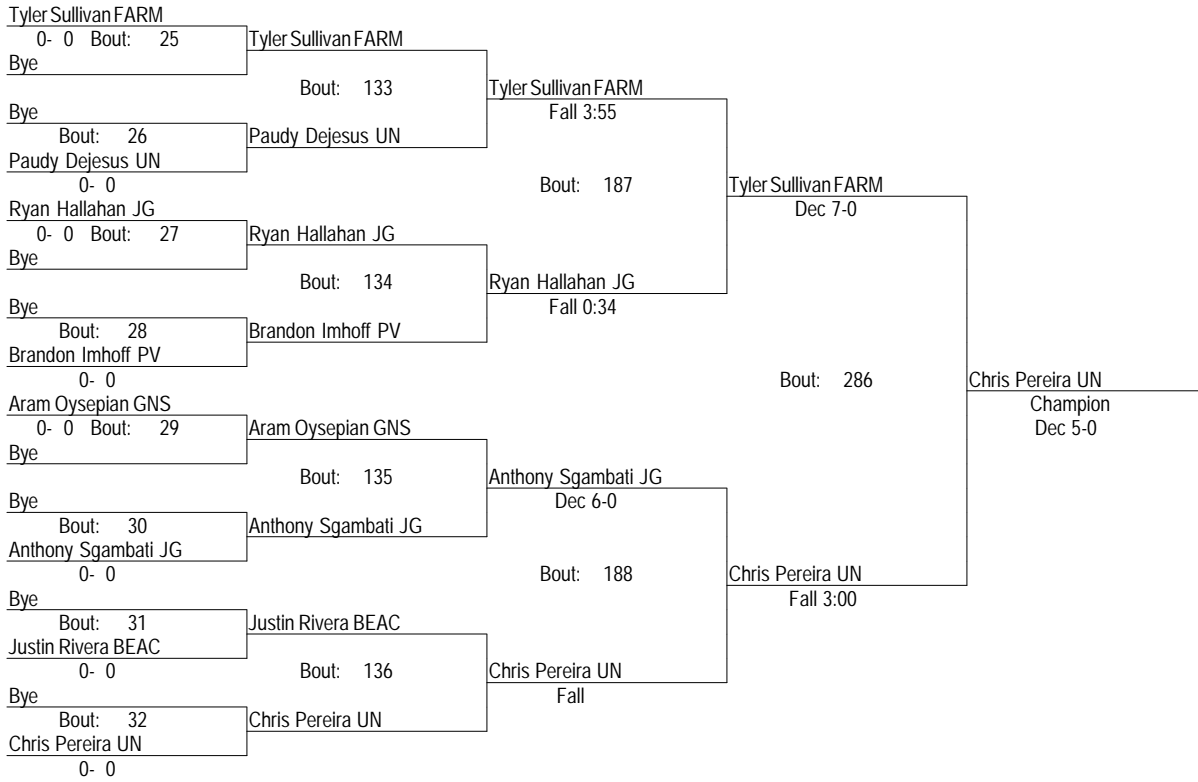 Tyler Sullivan FARM
0- 0 Bout: 25
Tyler Sullivan FARM
Bye
Bout: 133
Tyler Sullivan FARM
Bye
Fall 3:55
Bout: 26
Paudy Dejesus UN
Paudy Dejesus UN
0- 0
Bout: 187
Tyler Sullivan FARM
Ryan Hallahan JG
Dec 7-0
0- 0 Bout: 27
Ryan Hallahan JG
Bye
Bout: 134
Ryan Hallahan JG
Bye
Fall 0:34
Bout: 28
Brandon Imhoff PV
Brandon Imhoff PV
0- 0
Bout: 286
Chris Pereira UN
Aram Oysepian GNS
Champion
0- 0 Bout: 29
Aram Oysepian GNS
Dec 5-0
Bye
Bout: 135
Anthony Sgambati JG
Bye
Dec 6-0
Bout: 30
Anthony Sgambati JG
Anthony Sgambati JG
0- 0
Bout: 188
Chris Pereira UN
Bye
Fall 3:00
Bout: 31
Justin Rivera BEAC
Justin Rivera BEAC
0- 0
Bout: 136
Chris Pereira UN
Bye
Fall
Bout: 32
Chris Pereira UN
Chris Pereira UN
0- 0